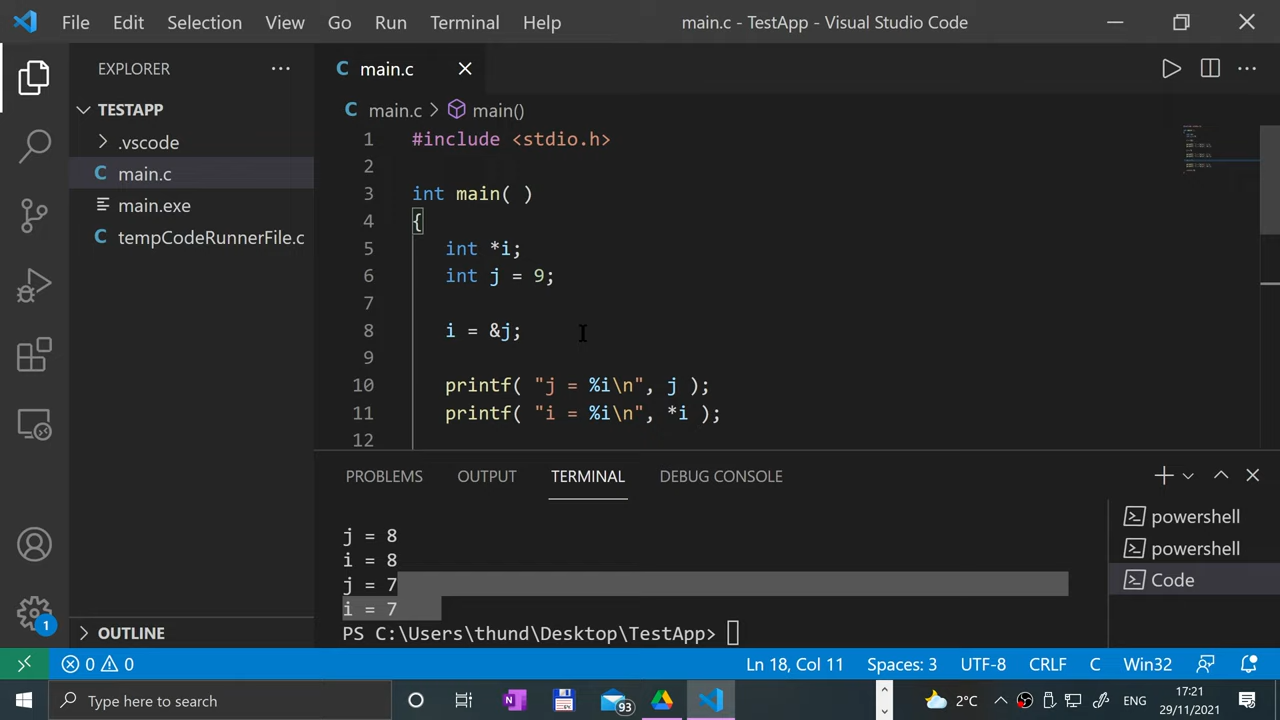 File Edit Selection View Go Run Terminal Help main.c - TestApp - Visual Studio Code
EXPLORER
TESTAPP
.vscode
C main.c
main.exe
C tempCodeRunnerFile.c
OUTLINE
C main.c
C main.c > main()
1 #include <stdio.h>
2
3 int main( )
4 {
5 int *i;
6 int j = 9;
7
8 i = &j;
9
10 printf( "j = %i\n", j );
11 printf( "i = %i\n", *i );
12
PROBLEMS OUTPUT TERMINAL DEBUG CONSOLE
j = 8
i = 8
j = 7
i = 7
PS C:\Users\thund\Desktop\TestApp>
powershell
powershell
Code
1
0 0 Ln 18, Col 11 Spaces: 3 UTF-8 CRLF C Win32
Type here to search 93 2°C ENG 17:21
29/11/2021